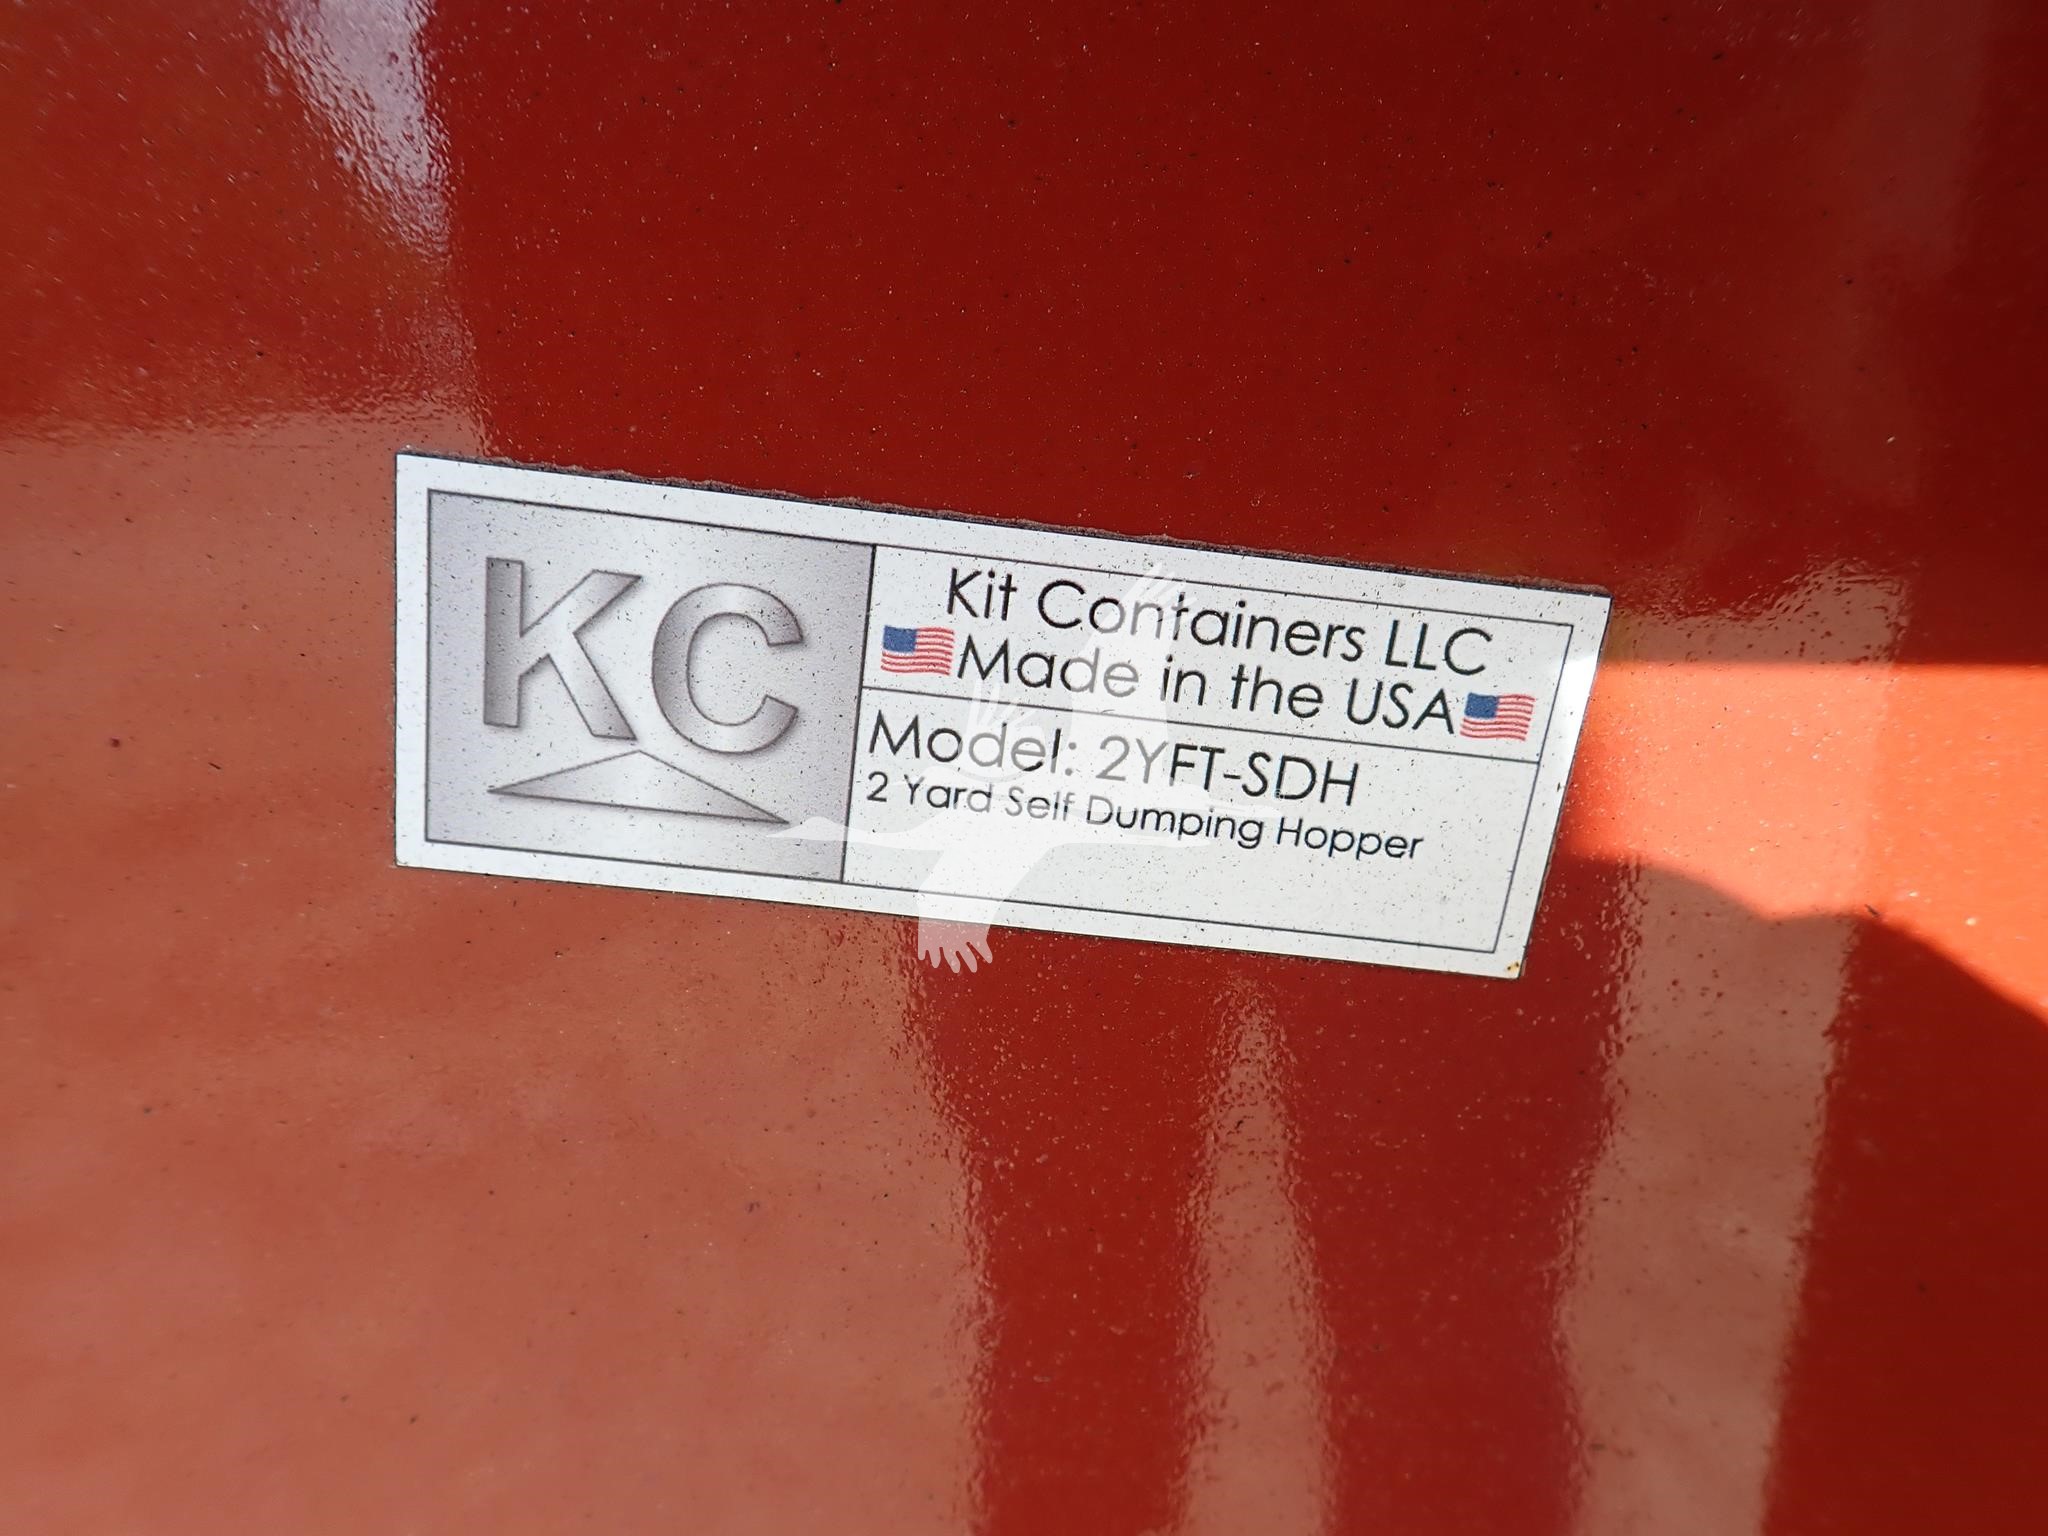 KC
Kit Containers LLC
Made in the USA
Model: 2YFT-SDH
2 Yard Self Dumping Hopper